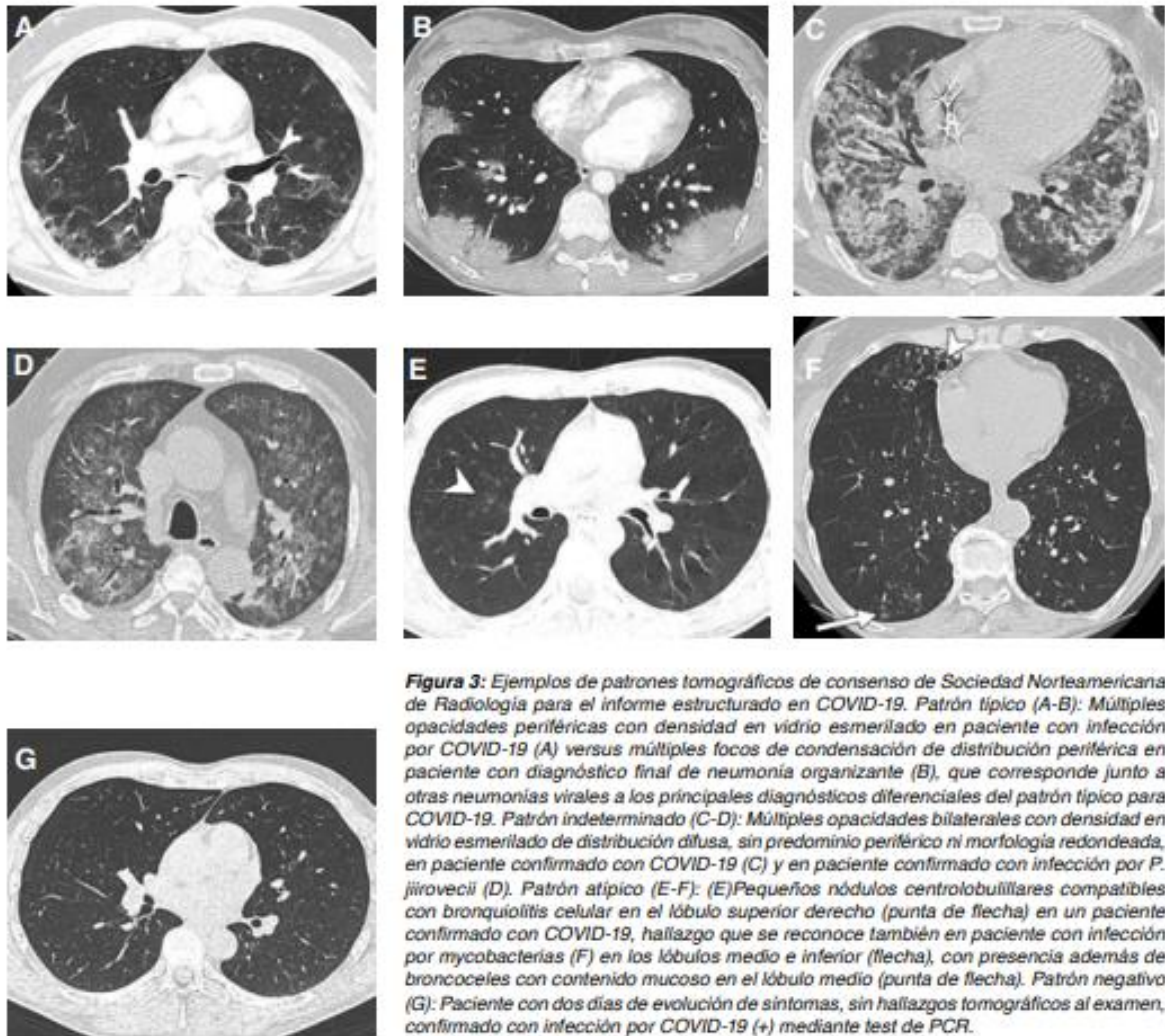 A
B
C
D
E
F
G
Figura 3: Ejemplos de patrones tomográficos de consenso de Sociedad Norteamericana
de Radiología para el informe estructurado en COVID-19. Patrón típico (A-B): Múltiples
opacidades periféricas con densidad en vidrio esmerilado en paciente con infección
por COVID-19 (A) versus múltiples focos de condensación de distribución periférica en
paciente con diagnóstico final de neumonía organizante (B), que corresponde junto a
otras neumonías virales a los principales diagnósticos diferenciales del patrón típico para
COVID-19. Patrón indeterminado (C-D): Múltiples opacidades bilaterales con densidad en
vidrio esmerilado de distribución difusa, sin predominio periférico ni morfología redondeada,
en paciente confirmado con COVID-19 (C) y en paciente confirmado con infección por P.
jiirovecii (D). Patrón atípico (E-F): (E)Pequeños nódulos centrolobulillares compatibles
con bronquiolitis celular en el lóbulo superior derecho (punta de flecha) en un paciente
confirmado con COVID-19, hallazgo que se reconoce también en paciente con infección
por mycobacterias (F) en los lóbulos medio e inferior (flecha), con presencia además de
broncoceles con contenido mucoso en el lóbulo medio (punta de flecha). Patrón negativo
(G): Paciente con dos días de evolución de síntomas, sin hallazgos tomográficos al examen,
confirmado con infección por COVID-19 (+) mediante test de PCR.